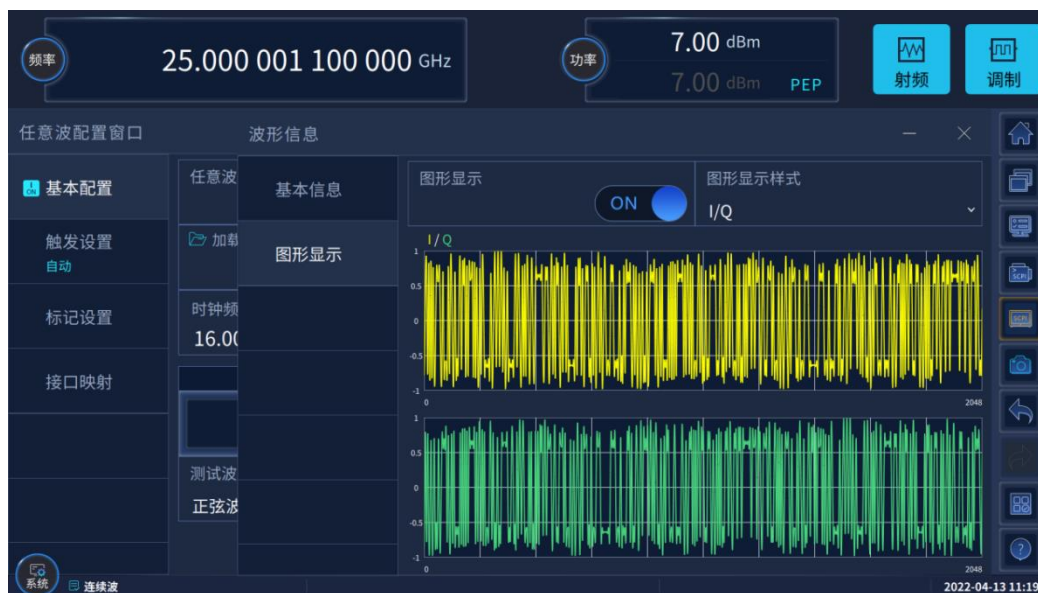 频率
25.000 001 100 000 GHz
功率
7.00 dBm
7.00 dBm PEP
射频
调制
任意波配置窗口
波形信息
基本配置
触发设置
自动
标记设置
接口映射
任意波
加载
时钟频
16.00
测试波
正弦波
基本信息
图形显示
图形显示
ON
图形显示样式
I/Q
I/Q
1
0.5
0
-0.5
-1
0
2048
1
0.5
0
-0.5
-1
0
2048
系统
连续波
2022-04-13 11:19